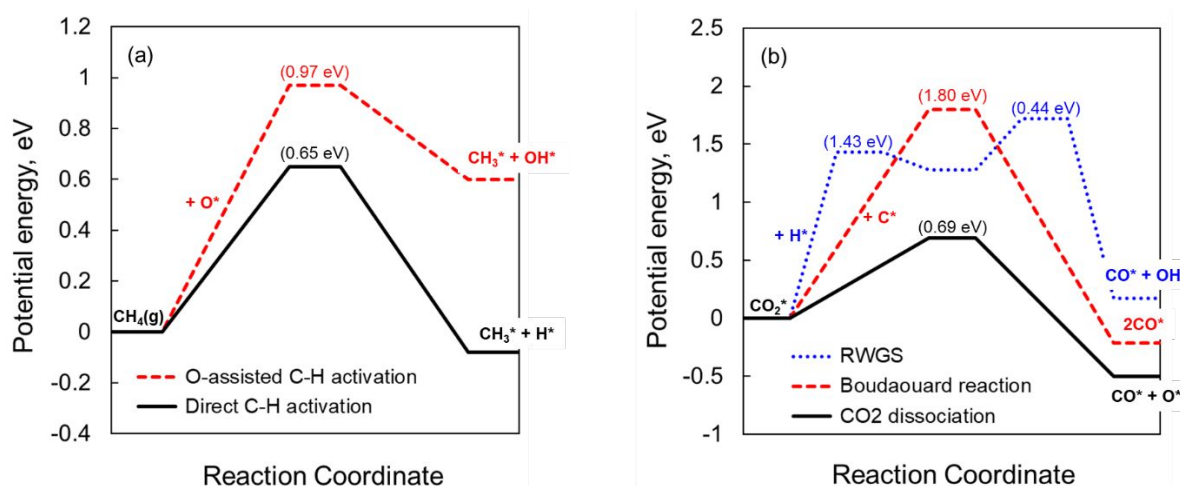 (a)
Potential energy, eV
1
0.8
0.6
0.4
0.2
0
-0.2
-0.4
(0.97 eV)
(0.65 eV)
CH3* + OH*
+ O*
CH4(g)
CH3* + H*
O-assisted C-H activation
Direct C-H activation
Reaction Coordinate
(b)
Potential energy, eV
2.5
2
1.5
1
0.5
0
-0.5
-1
(1.80 eV)
(0.44 eV)
(1.43 eV)
+ C*
+ H*
(0.69 eV)
CO* + OH
CO2*
2CO*
CO* + O*
RWGS
Boudaouard reaction
CO2 dissociation
Reaction Coordinate